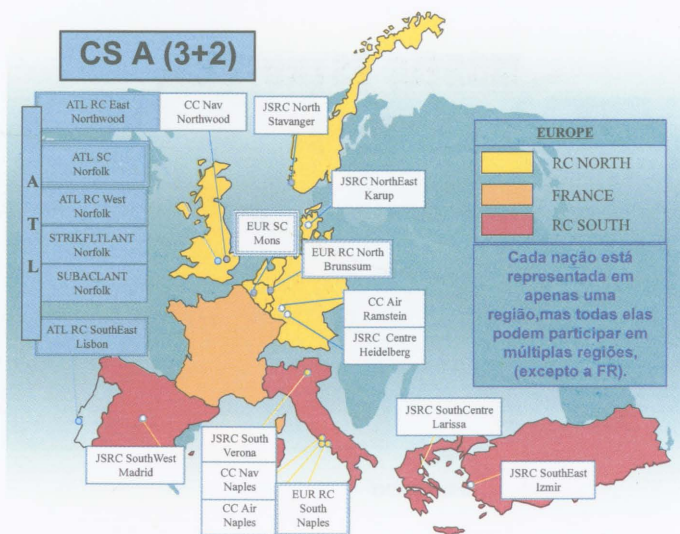 CS A (3+2)
ATL RC East
Northwood
CC Nav
Northwood
JSRC North
Stavanger
A
T
L
ATL SC
Norfolk
ATL RC West
Norfolk
STRIKFLTLANT
Norfolk
SUBACLANT
Norfolk
ATL RC SouthEast
Lisbon
JSRC NorthEast
Karup
EUR SC
Mons
EUR RC North
Brunssum
CC Air
Ramstein
JSRC Centre
Heidelberg
EUROPE
RC NORTH
FRANCE
RC SOUTH
Cada nação está
representada em
apenas uma
região,mas todas elas
podem participar em
múltiplas regiões,
(excepto a FR).
JSRC SouthWest
Madrid
JSRC South
Verona
CC Nav
Naples
CC Air
Naples
EUR RC
South
Naples
JSRC SouthCentre
Larissa
JSRC SouthEast
Izmir